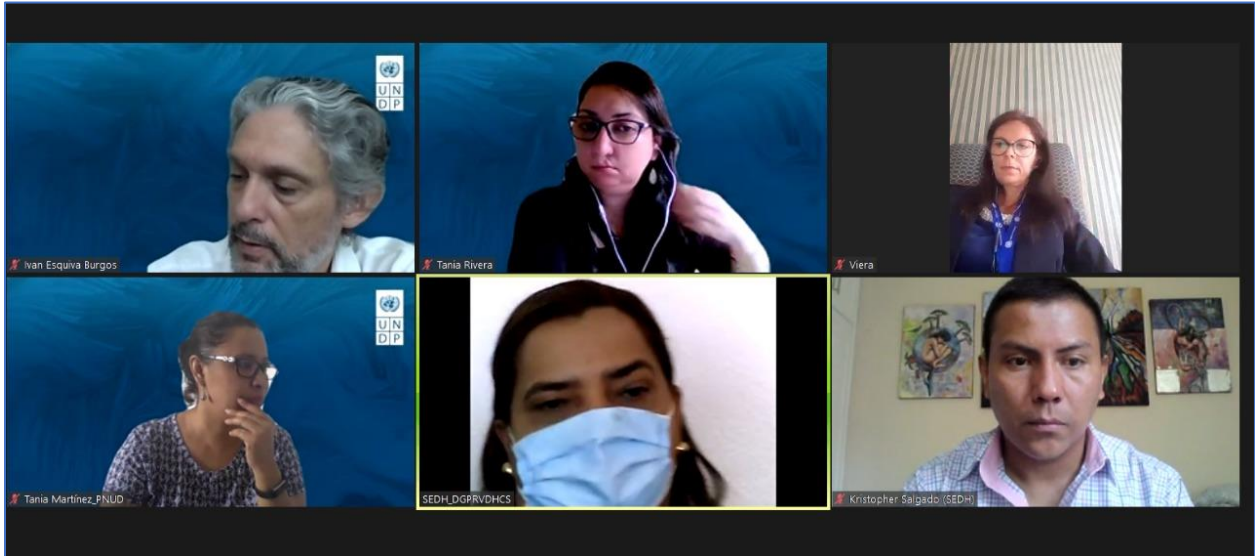 UN
DP
Ivan Esquiva Burgos
Tania Rivera
Viera
UN
DP
Tania Martínez_PNUD
SEDH_DGPRVDHCS
Kristopher Salgado (SEDH)